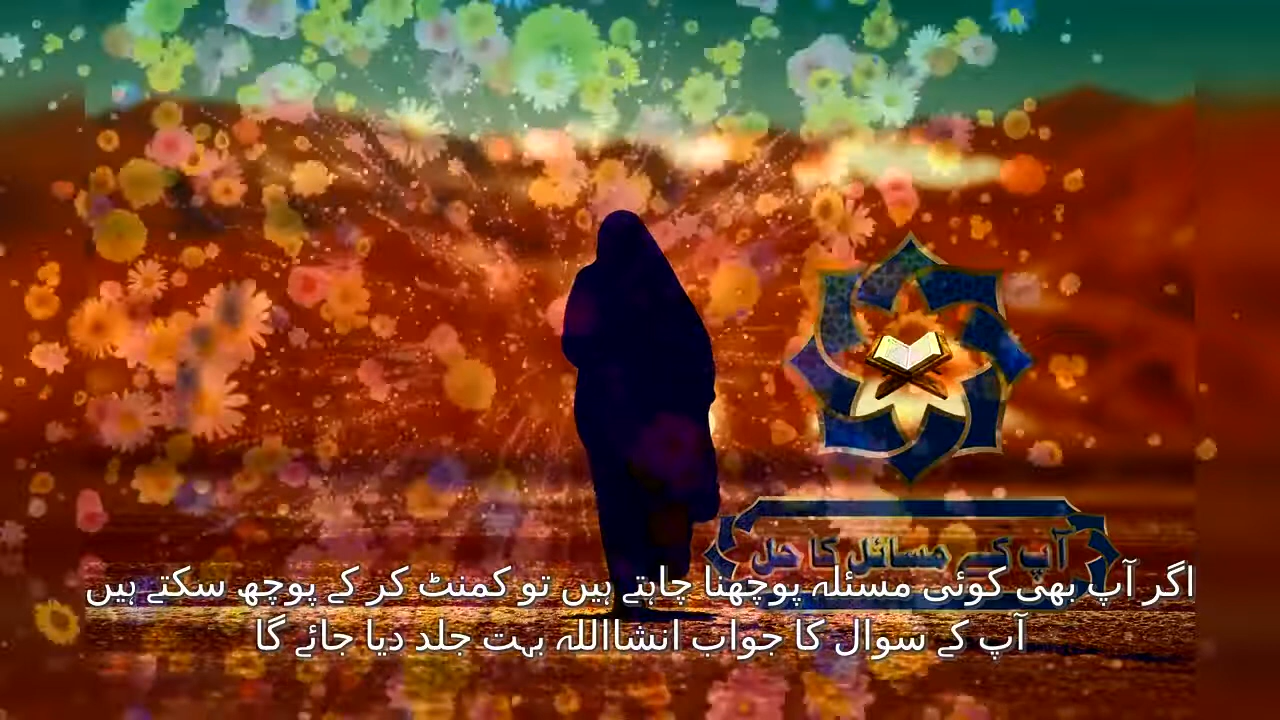 آپ کے مسائل کا حل
اگر آپ بھی کوئی مسئلہ پوچھنا چاہتے ہیں تو کمنٹ کر کے پوچھ سکتے ہیں
آپ کے سوال کا جواب انشااللہ بہت جلد دیا جائے گا